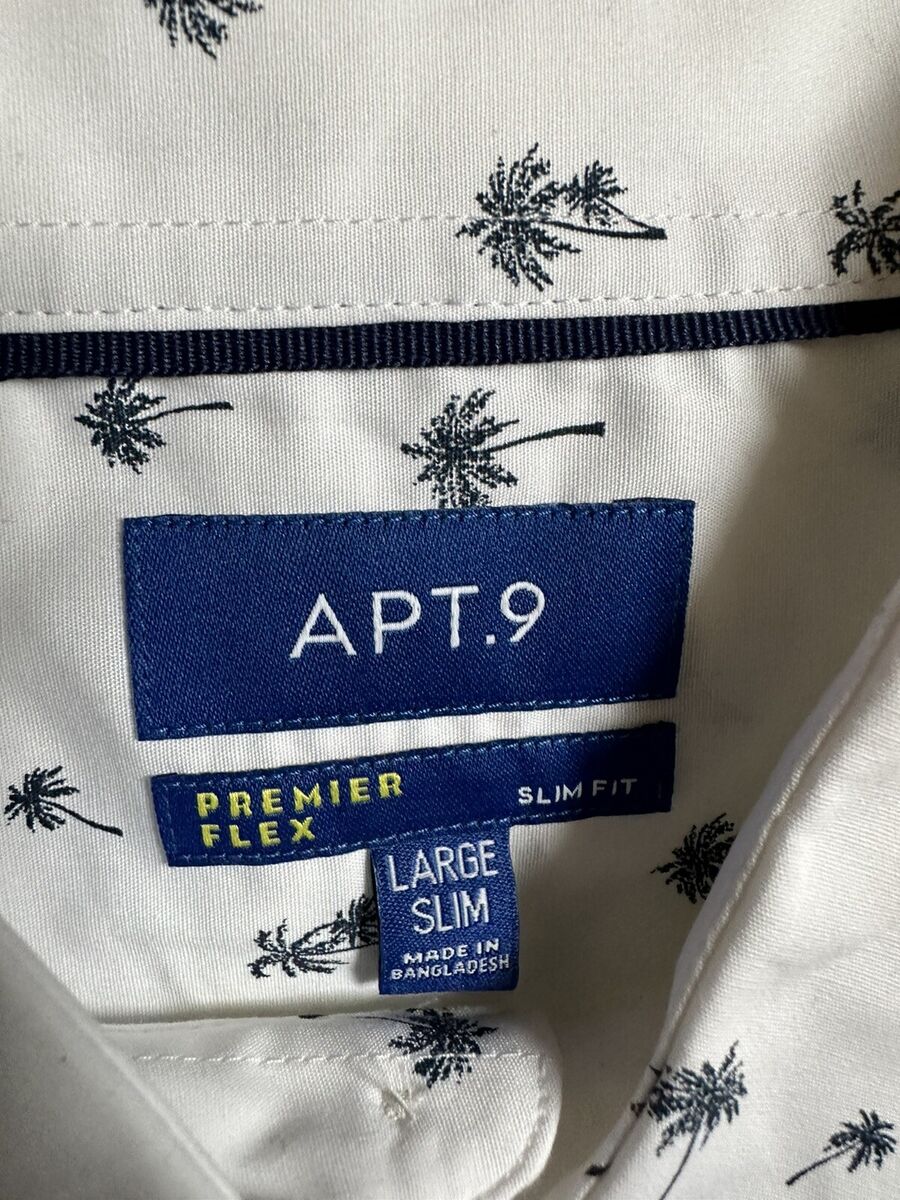 APT.9
PREMIER
FLEX
SLIM FIT
LARGE
SLIM
MADE IN
BANGLADESH